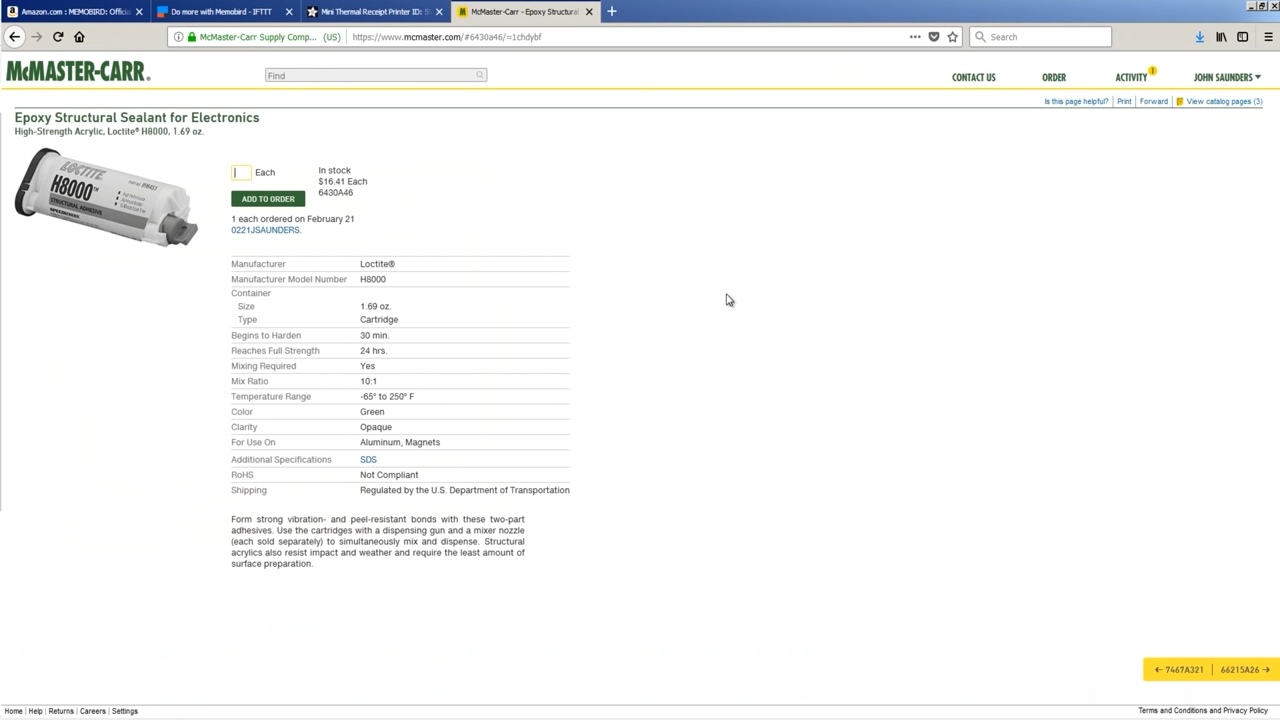 Amazon.com : MEMOBIRD: Offici
Do more with Memobird - IFTTT
Mini Thermal Receipt Printer ID: 
McMaster-Carr - Epoxy Structural
McMaster-Carr Supply Comp... (US)
https://www.mcmaster.com/#6430a46/=1chdybf
Search
McMASTER-CARR.
Find
CONTACT US
ORDER
ACTIVITY
1
JOHN SAUNDERS
Is this page helpful? Print Forward View catalog pages (3)
Epoxy Structural Sealant for Electronics
High-Strength Acrylic, Loctite® H8000, 1.69 oz.
LOCTITE
H8000™
STRUCTURAL ADHESIVE
Each
ADD TO ORDER
In stock
$16.41 Each
6430A46
1 each ordered on February 21
0221JSAUNDERS.
Manufacturer Loctite®
Manufacturer Model Number H8000
Container
Size 1.69 oz.
Type Cartridge
Begins to Harden 30 min.
Reaches Full Strength 24 hrs.
Mixing Required Yes
Mix Ratio 10:1
Temperature Range -65° to 250° F
Color Green
Clarity Opaque
For Use On Aluminum, Magnets
Additional Specifications SDS
RoHS Not Compliant
Shipping Regulated by the U.S. Department of Transportation
Form strong vibration- and peel-resistant bonds with these two-part
adhesives. Use the cartridges with a dispensing gun and a mixer nozzle
(each sold separately) to simultaneously mix and dispense. Structural
acrylics also resist impact and weather and require the least amount of
surface preparation.
7467A321 66215A26
Home Help Returns Careers Settings
Terms and Conditions and Privacy Policy